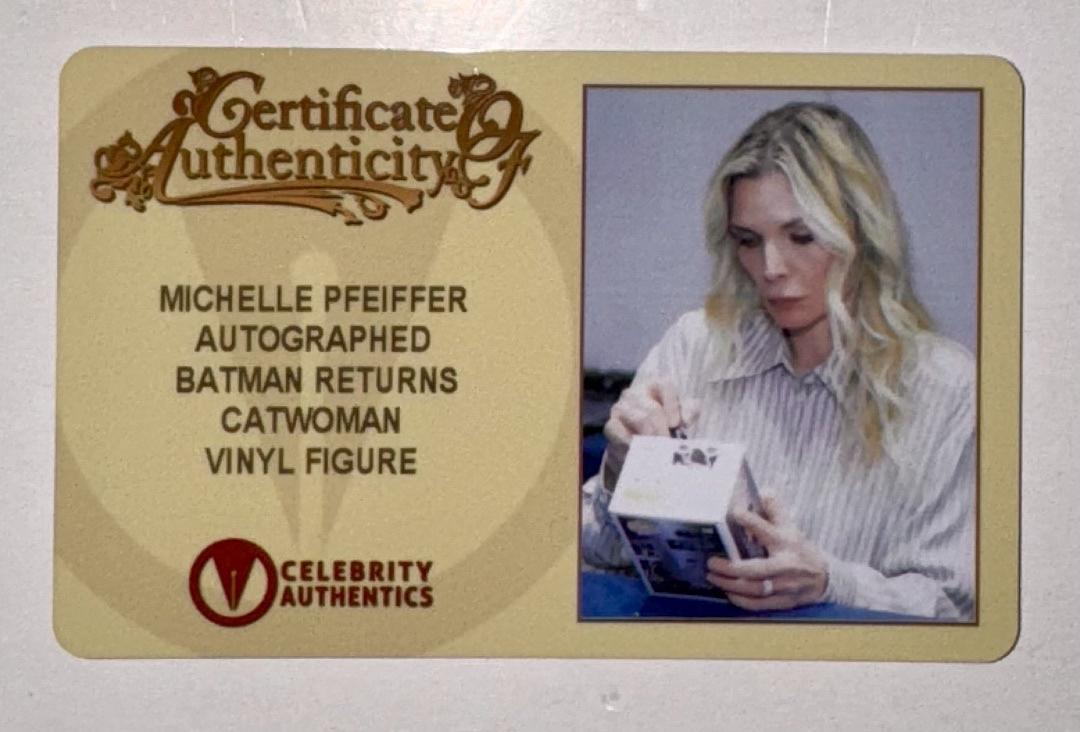 Certificate Of
Authenticity
MICHELLE PFEIFFER
AUTOGRAPHED
BATMAN RETURNS
CATWOMAN
VINYL FIGURE
CELEBRITY
AUTHENTICS